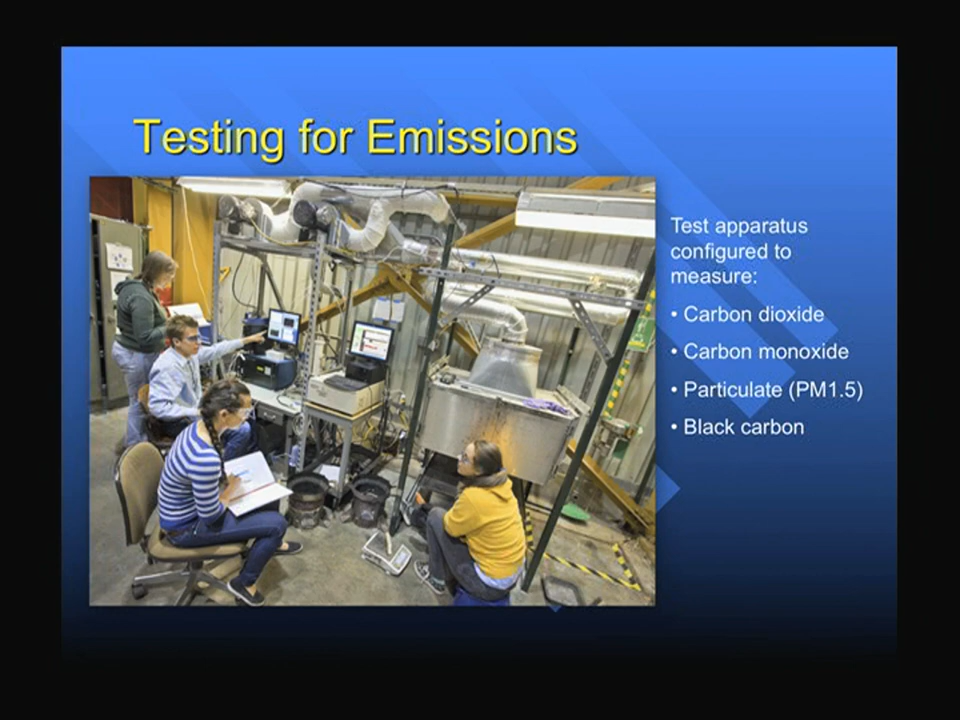 Testing for Emissions
Test apparatus
configured to
measure:
• Carbon dioxide
• Carbon monoxide
• Particulate (PM1.5)
• Black carbon